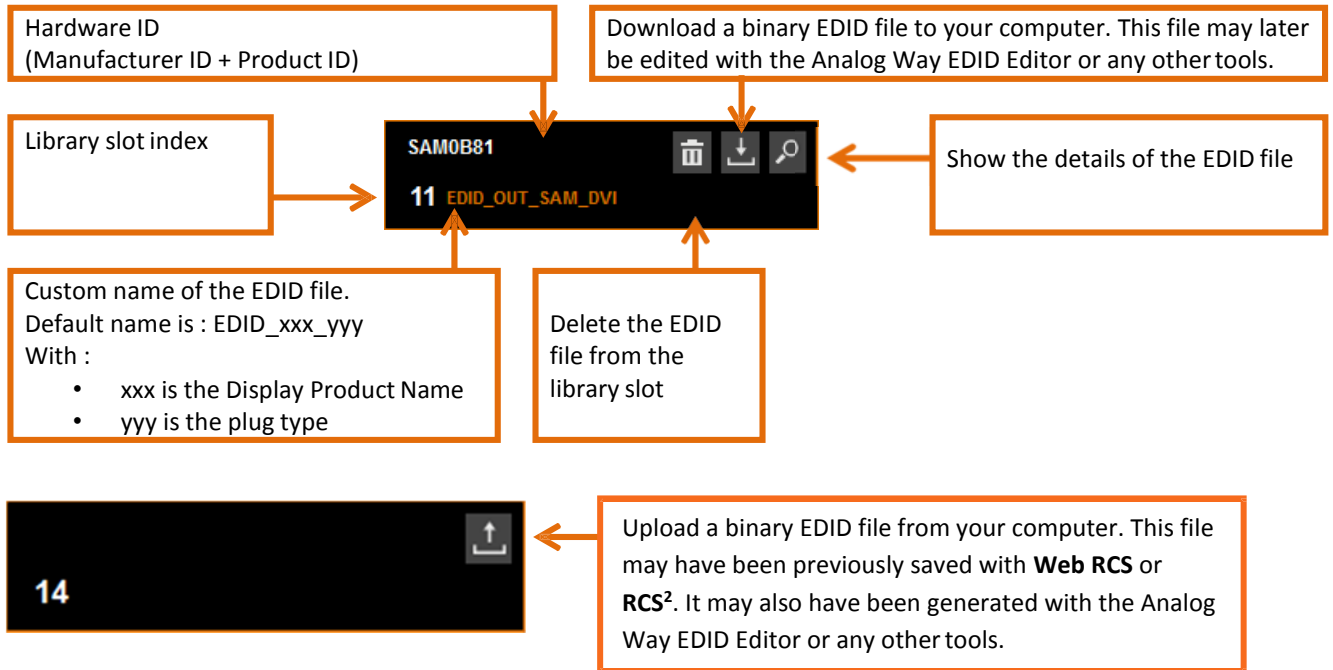 Hardware ID
(Manufacturer ID + Product ID)
Download a binary EDID file to your computer. This file may later
be edited with the Analog Way EDID Editor or any other tools.
Library slot index
SAM0B81
11 EDID_OUT_SAM_DVI
Show the details of the EDID file
Custom name of the EDID file.
Default name is : EDID_xxx_yyy
With :
• xxx is the Display Product Name
• yyy is the plug type
Delete the EDID
file from the
library slot
14
Upload a binary EDID file from your computer. This file
may have been previously saved with Web RCS or
RCS². It may also have been generated with the Analog
Way EDID Editor or any other tools.